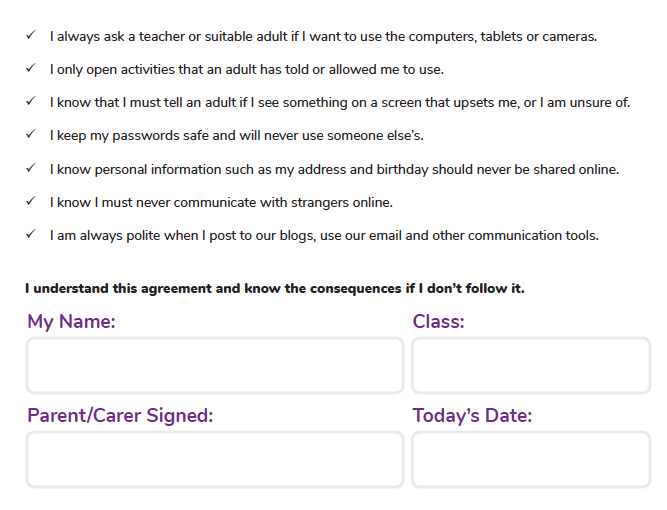 ✓ I always ask a teacher or suitable adult if I want to use the computers, tablets or cameras.
✓ I only open activities that an adult has told or allowed me to use.
✓ I know that I must tell an adult if I see something on a screen that upsets me, or I am unsure of.
✓ I keep my passwords safe and will never use someone else’s.
✓ I know personal information such as my address and birthday should never be shared online.
✓ I know I must never communicate with strangers online.
✓ I am always polite when I post to our blogs, use our email and other communication tools.
I understand this agreement and know the consequences if I don’t follow it.
My Name: Class:
Parent/Carer Signed: Today’s Date: